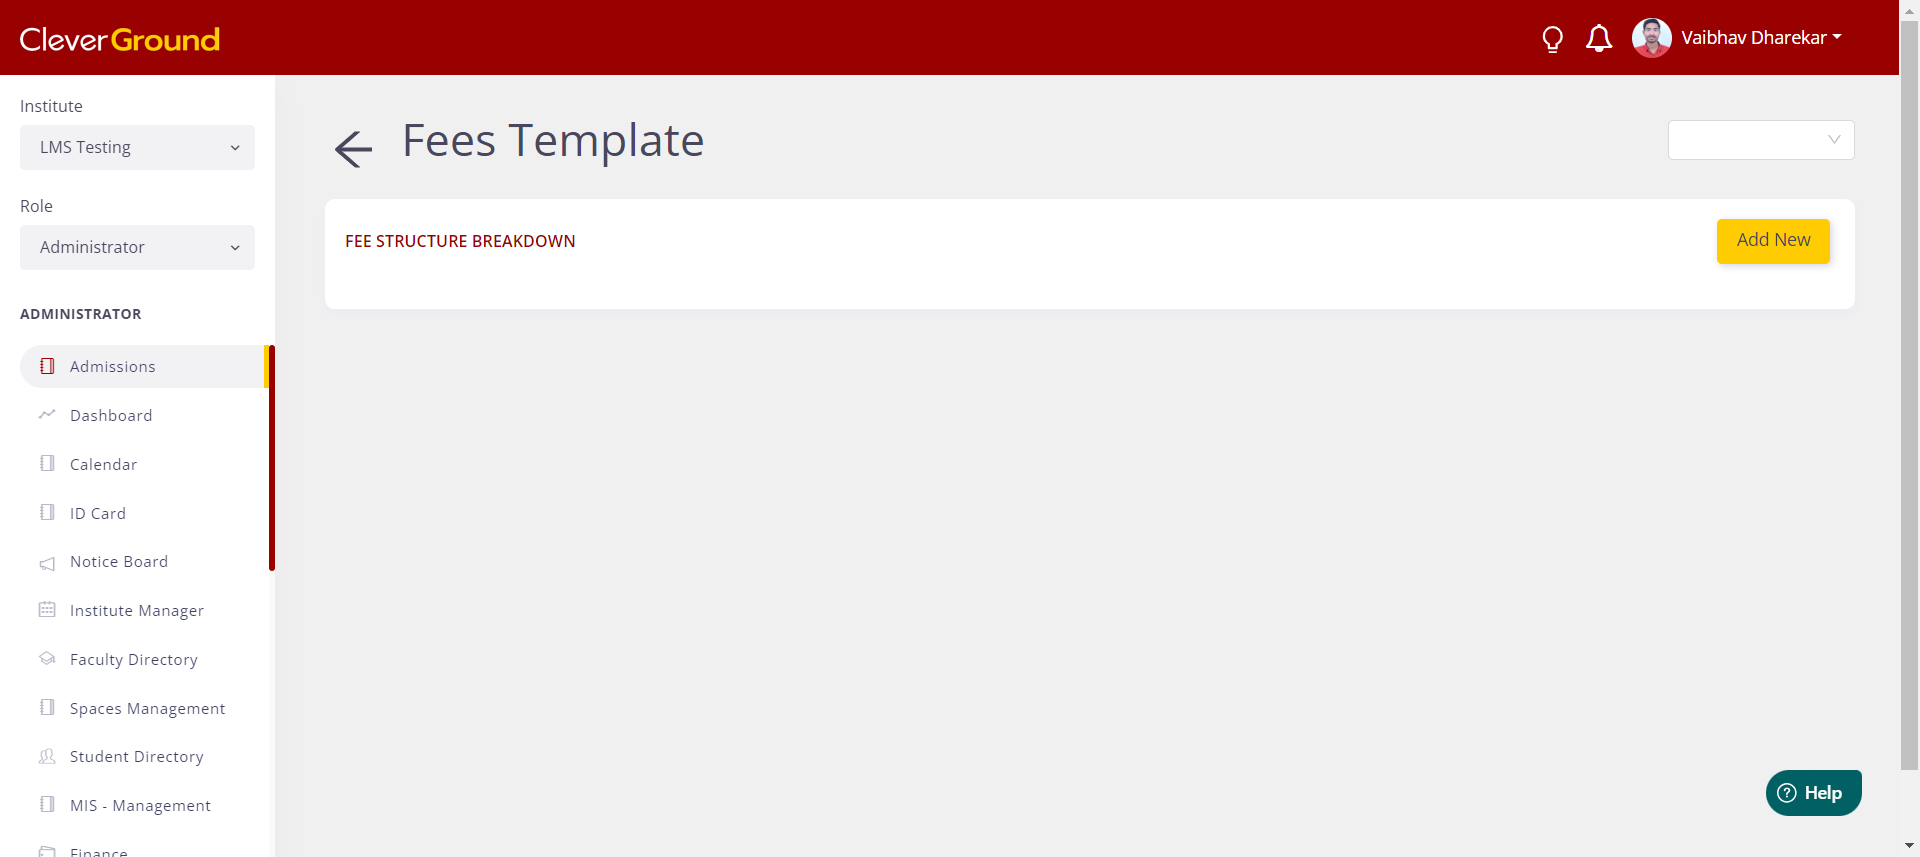 CleverGround
Vaibhav Dharekar
Institute
LMS Testing
Role
Administrator
ADMINISTRATOR
Admissions
Dashboard
Calendar
ID Card
Notice Board
Institute Manager
Faculty Directory
Spaces Management
Student Directory
MIS - Management
Finance
Fees Template
FEE STRUCTURE BREAKDOWN
Add New
Help